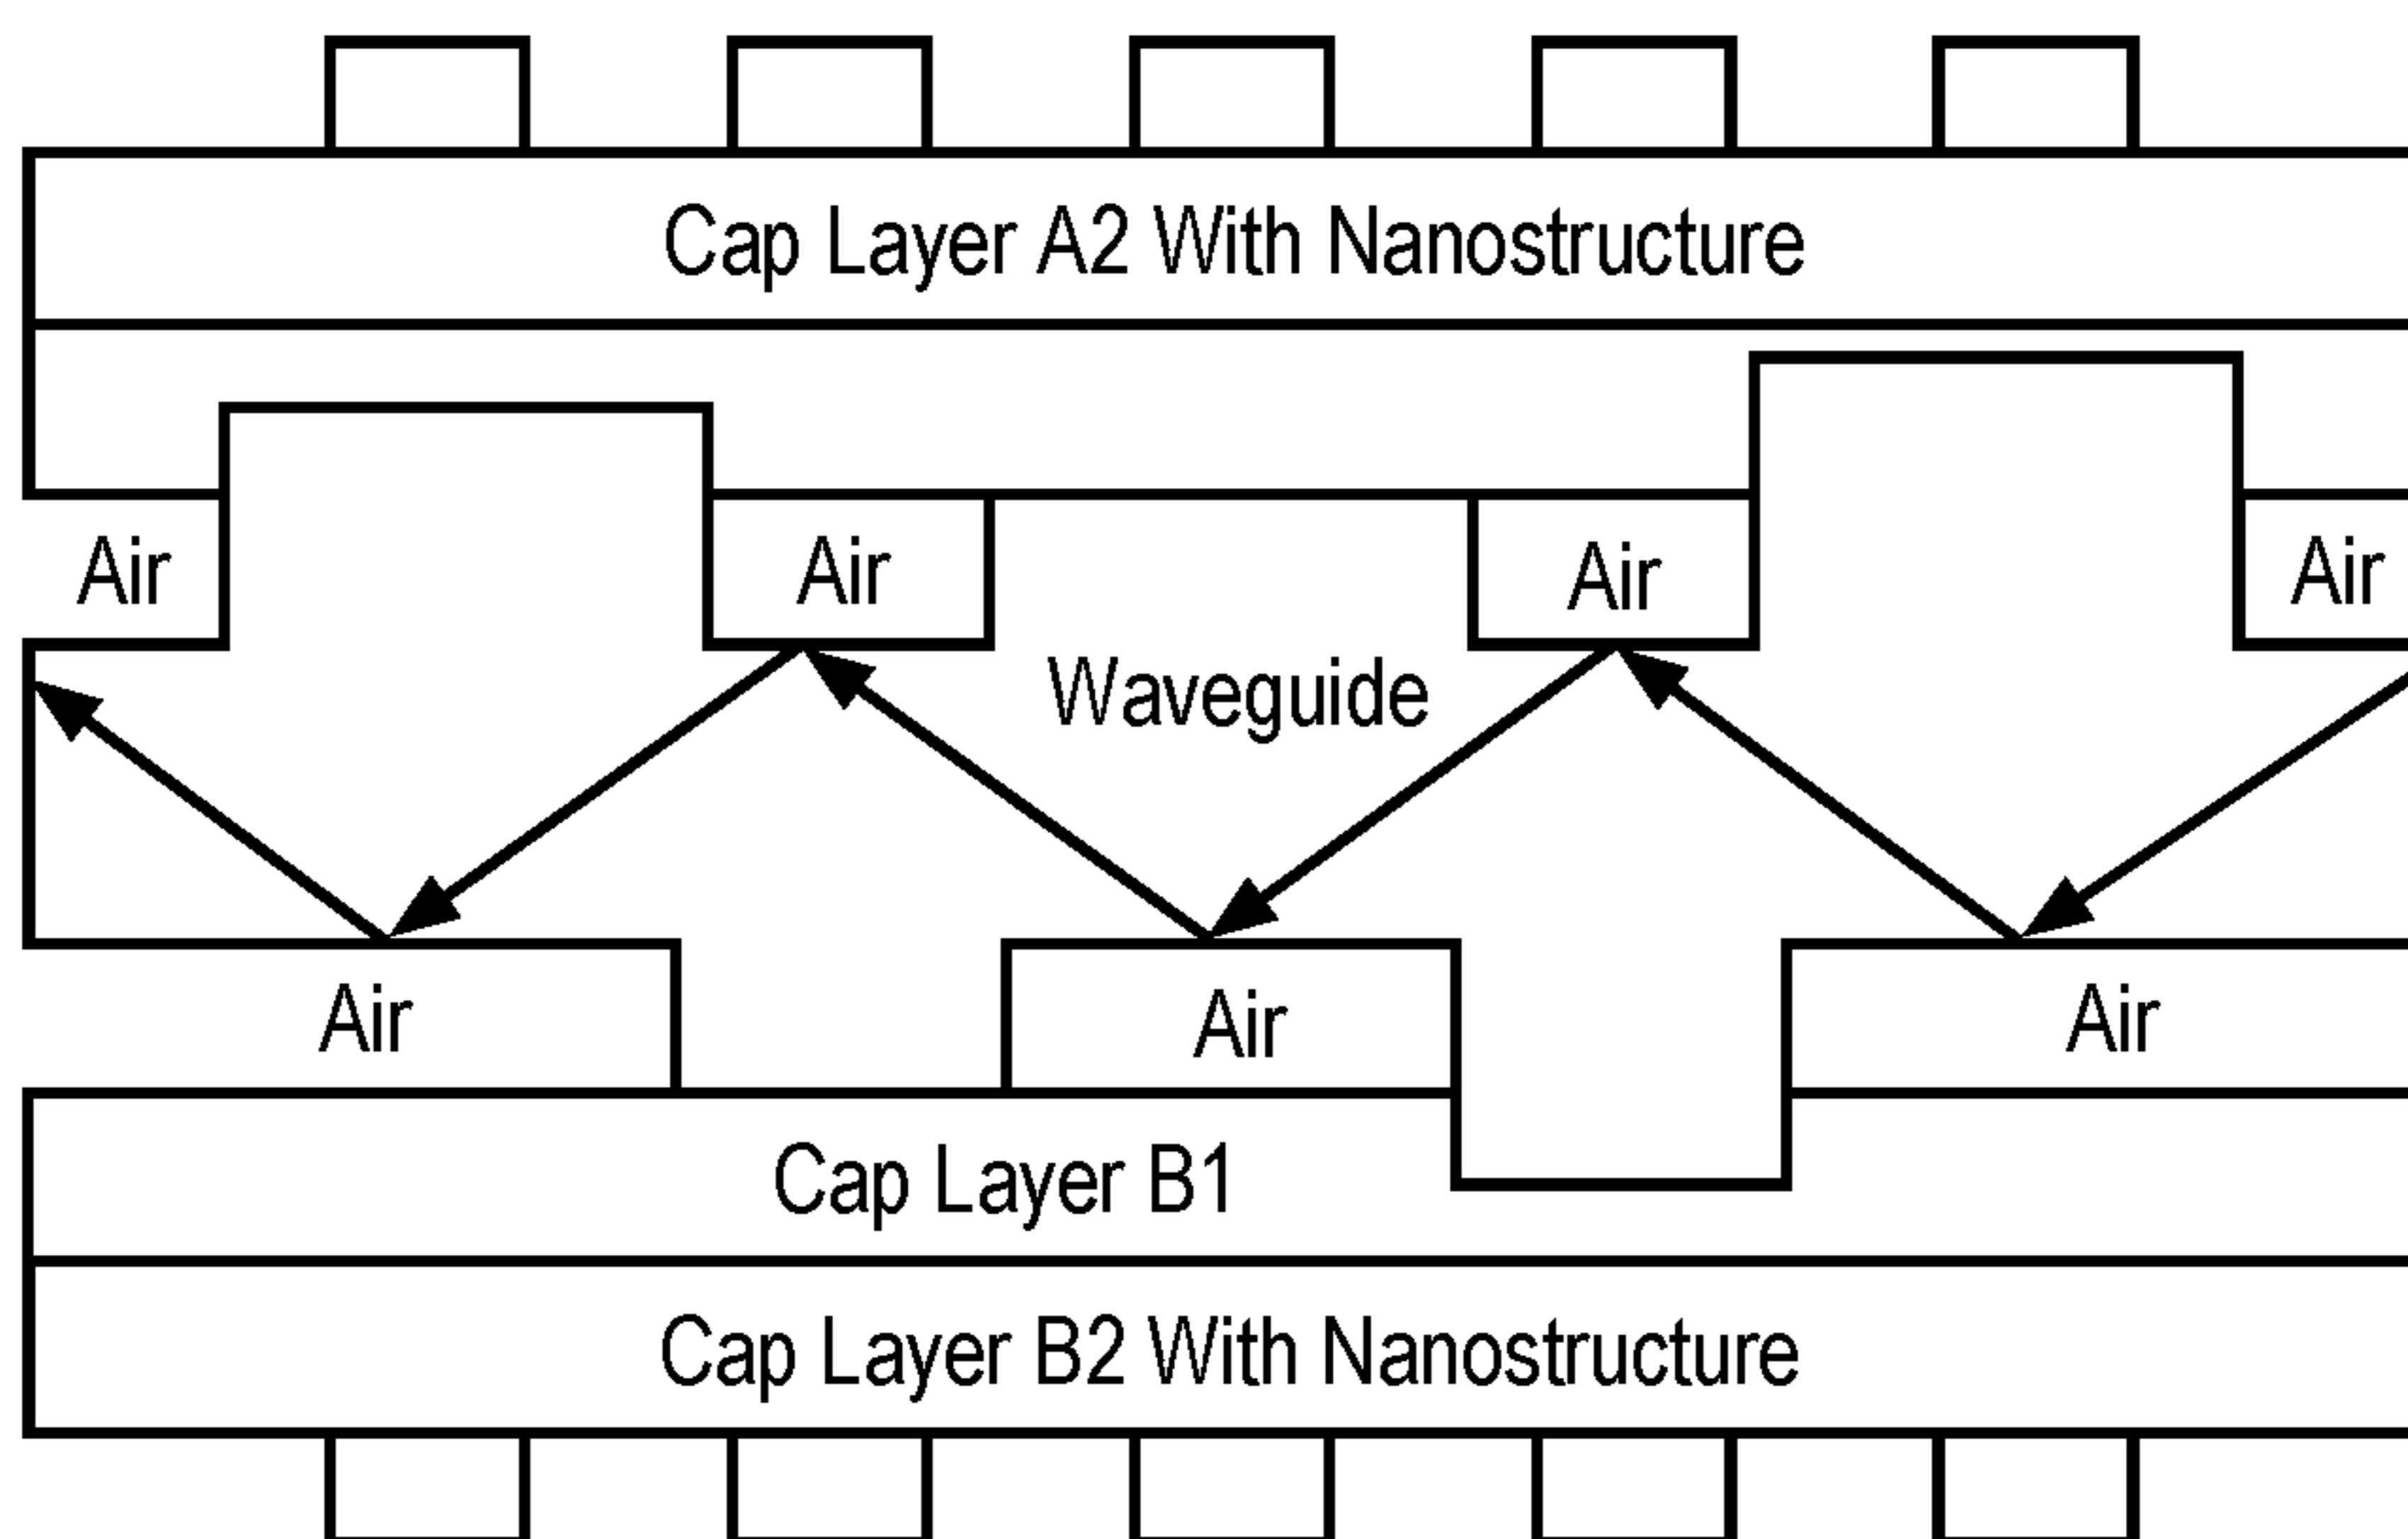 Cap Layer A2 With Nanostructure
Air
Air
Air
Air
Waveguide
Air
Air
Air
Cap Layer B1
Cap Layer B2 With Nanostructure